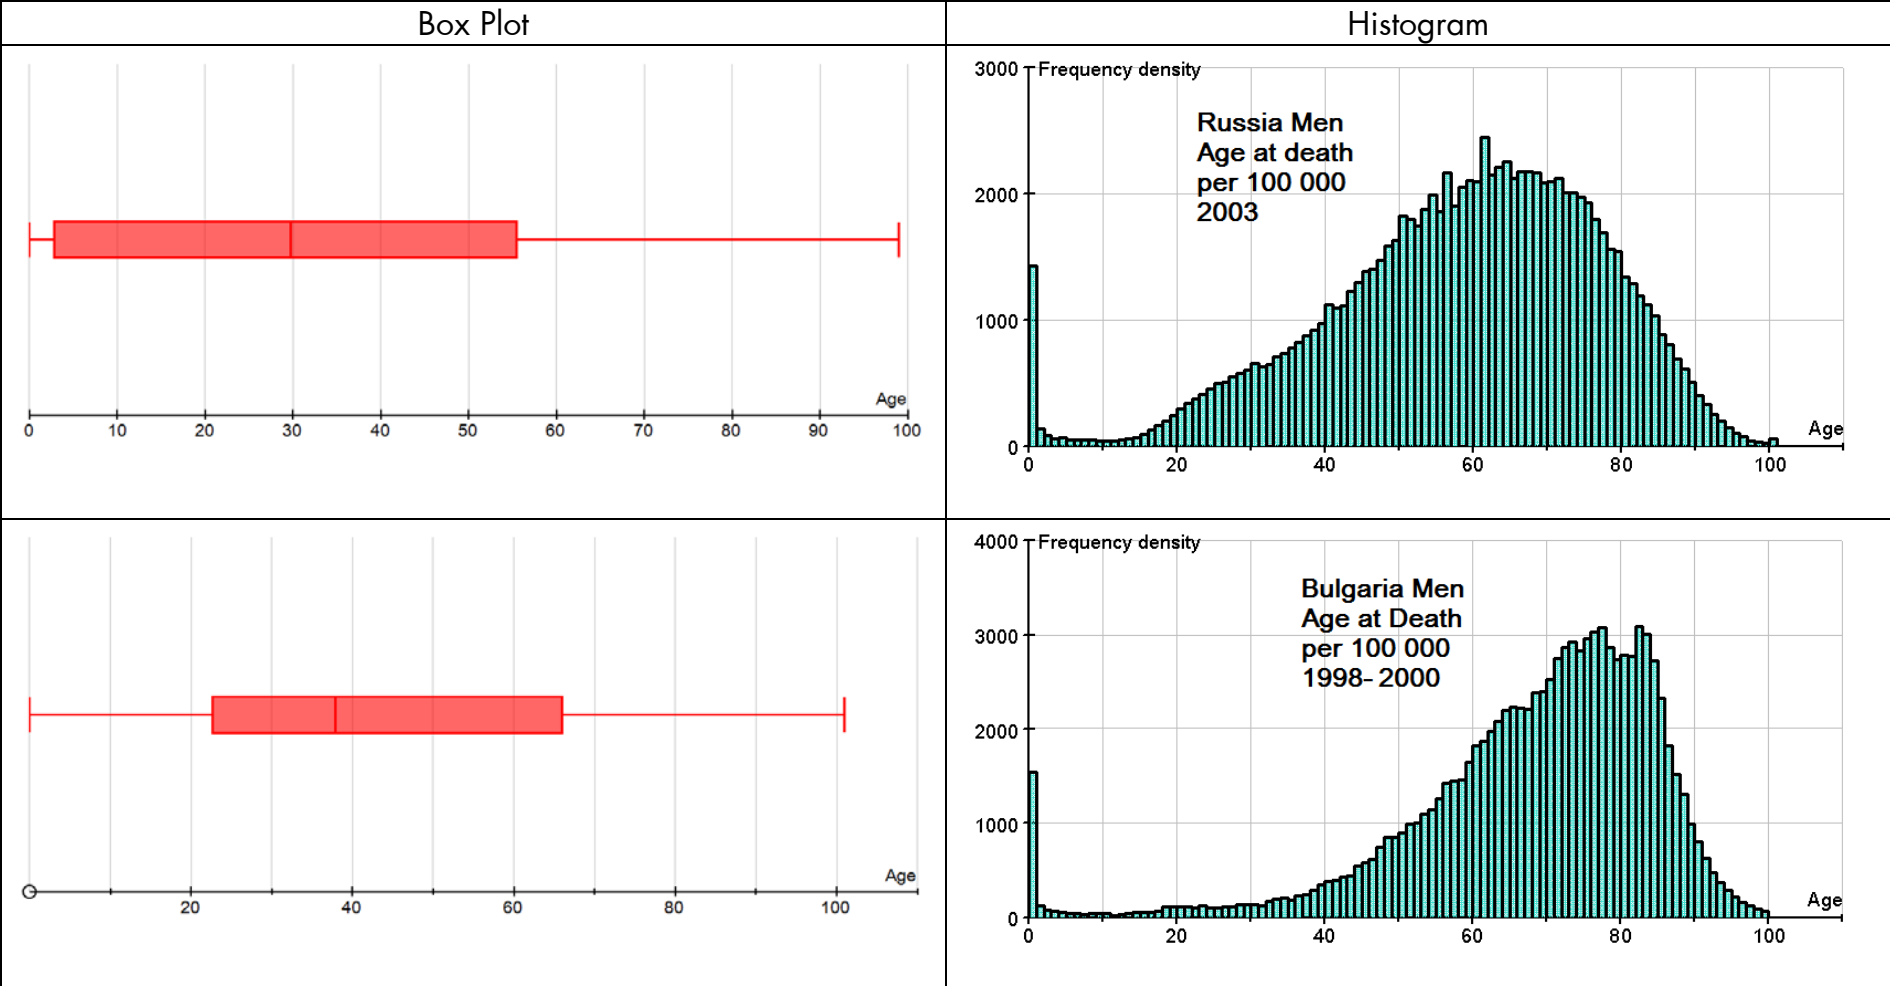 Box Plot
Histogram
Age
0 10 20 30 40 50 60 70 80 90 100
3000 Frequency density
Russia Men
Age at death
per 100 000
2003
2000
1000
0
Age
0 20 40 60 80 100
Age
20 40 60 80 100
4000 Frequency density
Bulgaria Men
Age at Death
per 100 000
1998-2000
3000
2000
1000
0
Age
0 20 40 60 80 100